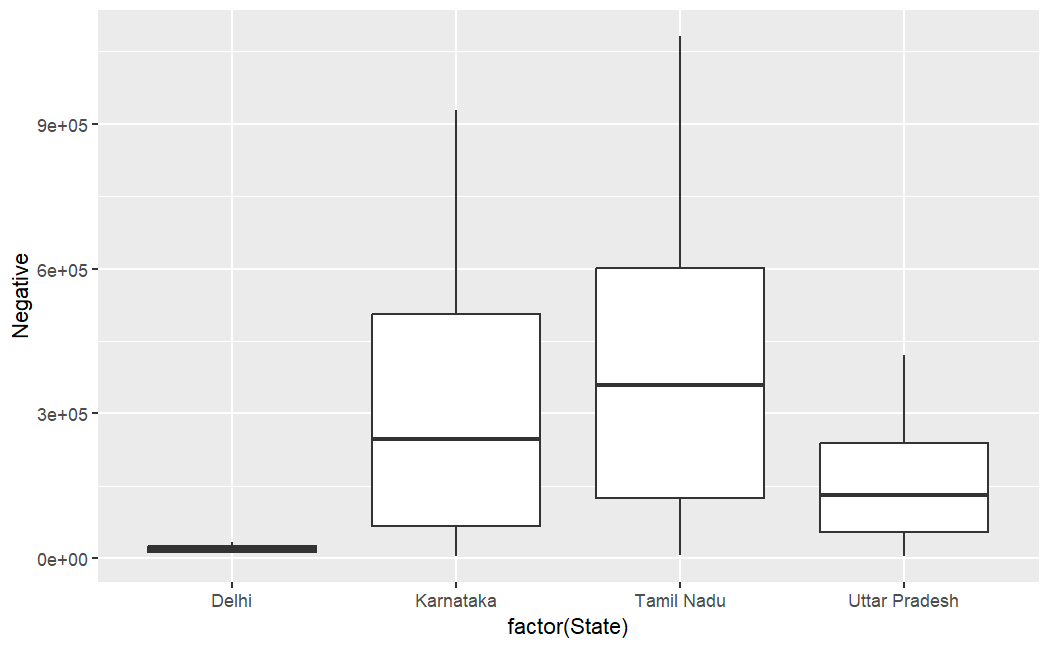 Negative
9e+05
6e+05
3e+05
0e+00
Delhi Karnataka Tamil Nadu Uttar Pradesh
factor(State)